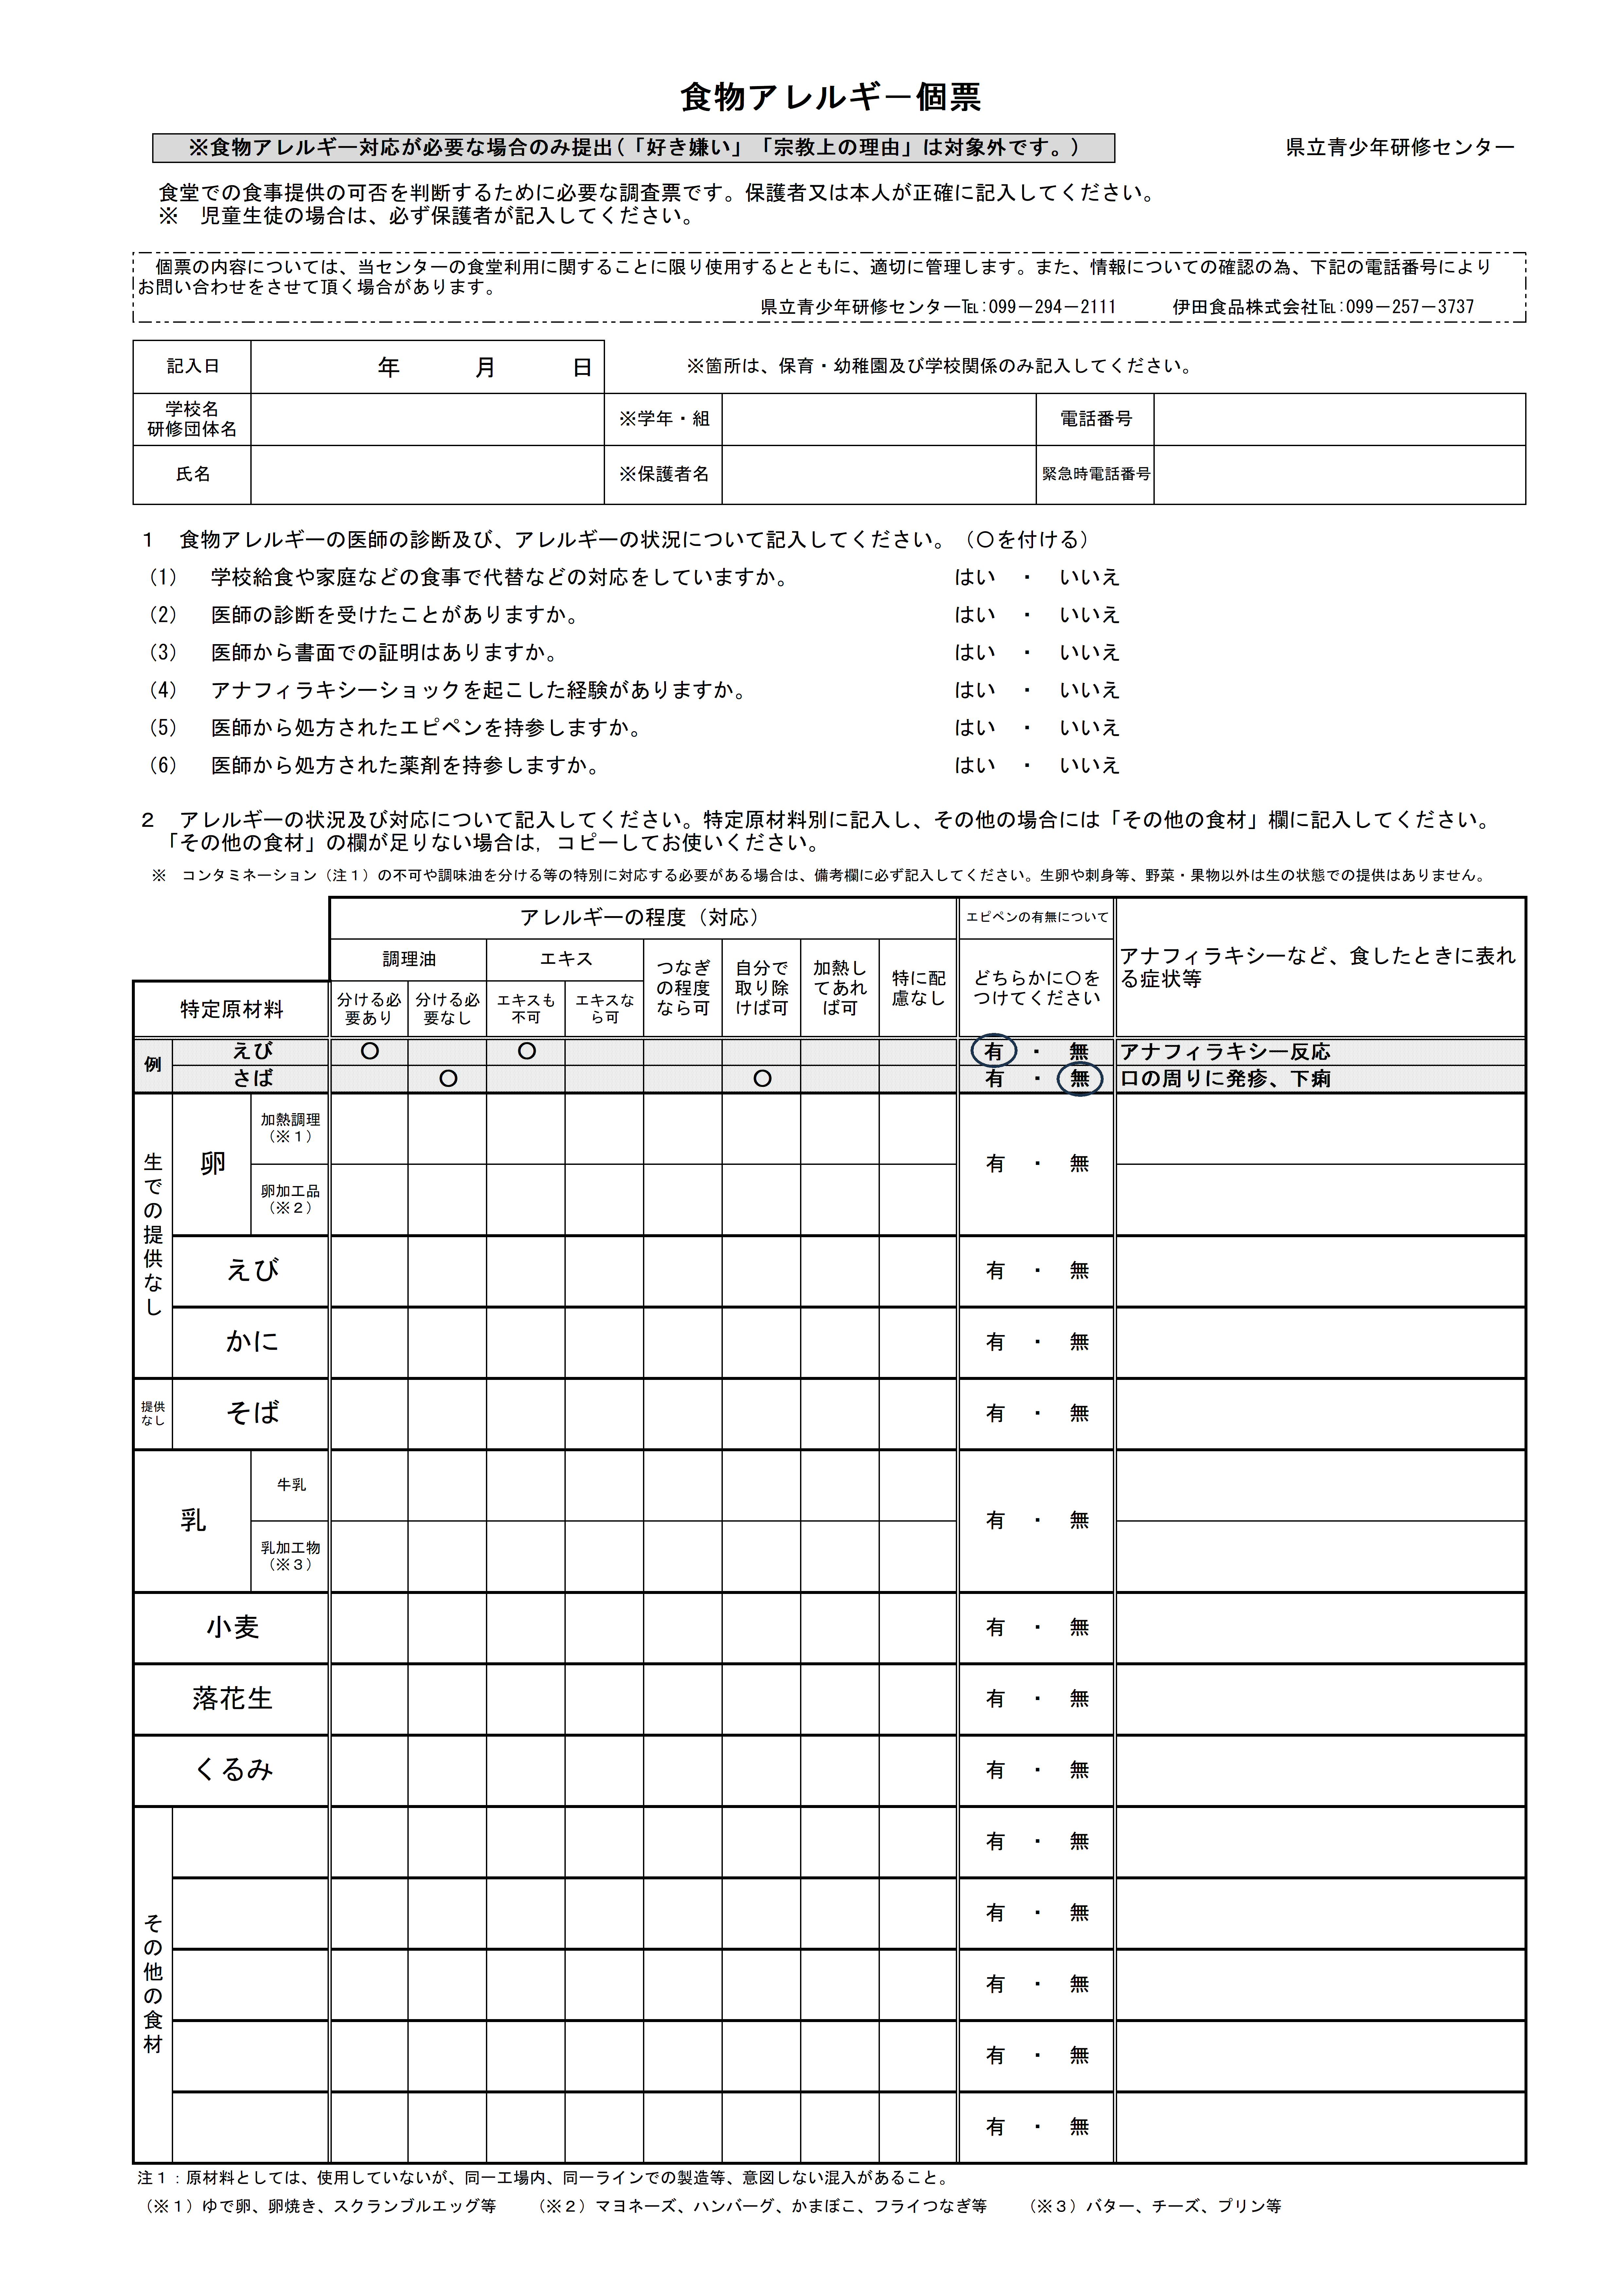 食物アレルギー個票
※食物アレルギー対応が必要な場合のみ提出（「好き嫌い」「宗教上の理由」は対象外です。）
県立青少年研修センター
食堂での食事提供の可否を判断するために必要な調査票です。保護者又は本人が正確に記入してください。
※　児童生徒の場合は、必ず保護者が記入してください。
個票の内容については、当センターの食堂利用に関することに限り使用するとともに、適切に管理します。また、情報についての確認の為、下記の電話番号により
お問い合わせをさせて頂く場合があります。
県立青少年研修センター℡：099－294－2111　　伊田食品株式会社℡：099－257－3737
記入日　年　月　日　※箇所は、保育・幼稚園及び学校関係のみ記入してください。
学校名
研修団体名
※学年・組
電話番号
氏名
※保護者名
緊急時電話番号
１　食物アレルギーの医師の診断及び、アレルギーの状況について記入してください。（〇を付ける）
（1）　学校給食や家庭などの食事で代替などの対応をしていますか。　はい　・　いいえ
（2）　医師の診断を受けたことがありますか。　はい　・　いいえ
（3）　医師から書面での証明はありますか。　はい　・　いいえ
（4）　アナフィラキシーショックを起こした経験がありますか。　はい　・　いいえ
（5）　医師から処方されたエピペンを持参しますか。　はい　・　いいえ
（6）　医師から処方された薬剤を持参しますか。　はい　・　いいえ
２　アレルギーの状況及び対応について記入してください。特定原材料別に記入し、その他の場合には「その他の食材」欄に記入してください。
「その他の食材」の欄が足りない場合は，コピーしてお使いください。
※　コンタミネーション（注１）の不可や調味油を分ける等の特別に対応する必要がある場合は、備考欄に必ず記入してください。生卵や刺身等、野菜・果物以外は生の状態での提供はありません。
アレルギーの程度（対応）
エピペンの有無について
アナフィラキシーなど、食したときに表れ
る症状等
調理油
エキス
つなぎ
の程度
なら可
自分で
取り除
けば可
加熱し
てあれ
ば可
特に配
慮なし
どちらかに〇を
つけてください
特定原材料
分ける必
要あり
分ける必
要なし
エキスも
不可
エキスな
ら可
例
えび　〇　〇　有　・　無　アナフィラキシー反応
さば　〇　〇　有　・　無　口の周りに発疹、下痢
生での提供なし
卵
加熱調理
（※１）
有　・　無
卵加工品
（※２）
えび　有　・　無
かに　有　・　無
提供
なし
そば　有　・　無
乳
牛乳
有　・　無
乳加工物
（※３）
小麦　有　・　無
落花生　有　・　無
くるみ　有　・　無
その他の食材
有　・　無
有　・　無
有　・　無
有　・　無
有　・　無
注１：原材料としては、使用していないが、同一工場内、同一ラインでの製造等、意図しない混入があること。
（※１）ゆで卵、卵焼き、スクランブルエッグ等　（※２）マヨネーズ、ハンバーグ、かまぼこ、フライつなぎ等　（※３）バター、チーズ、プリン等